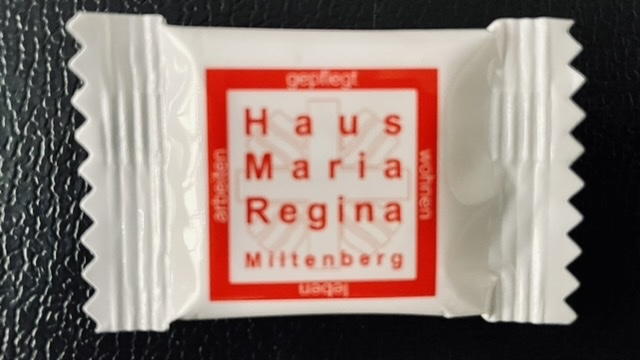 gepflegt
Haus
Maria
Regina
Miltenberg
arbeiten
wohnen
leben